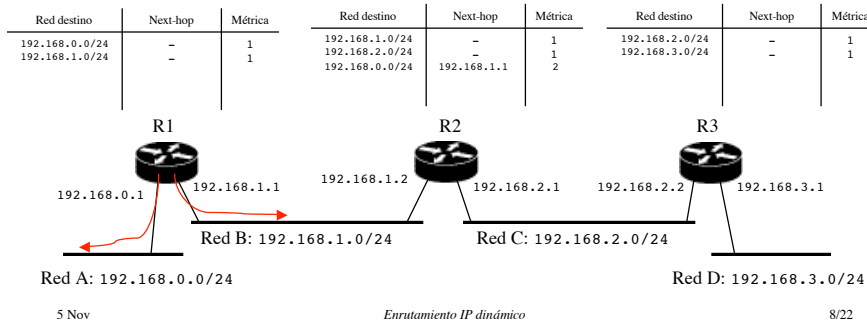 Red destino Next-hop Métrica
192.168.0.0/24 – 1
192.168.1.0/24 – 1
Red destino Next-hop Métrica
192.168.1.0/24 – 1
192.168.2.0/24 – 1
192.168.0.0/24 192.168.1.1 2
Red destino Next-hop Métrica
192.168.2.0/24 – 1
192.168.3.0/24 – 1
R1
R2
R3
192.168.0.1
192.168.1.1
192.168.1.2
192.168.2.1
192.168.2.2
192.168.3.1
Red B: 192.168.1.0/24
Red C: 192.168.2.0/24
Red A: 192.168.0.0/24
Red D: 192.168.3.0/24
5 Nov Enrutamiento IP dinámico 8/22